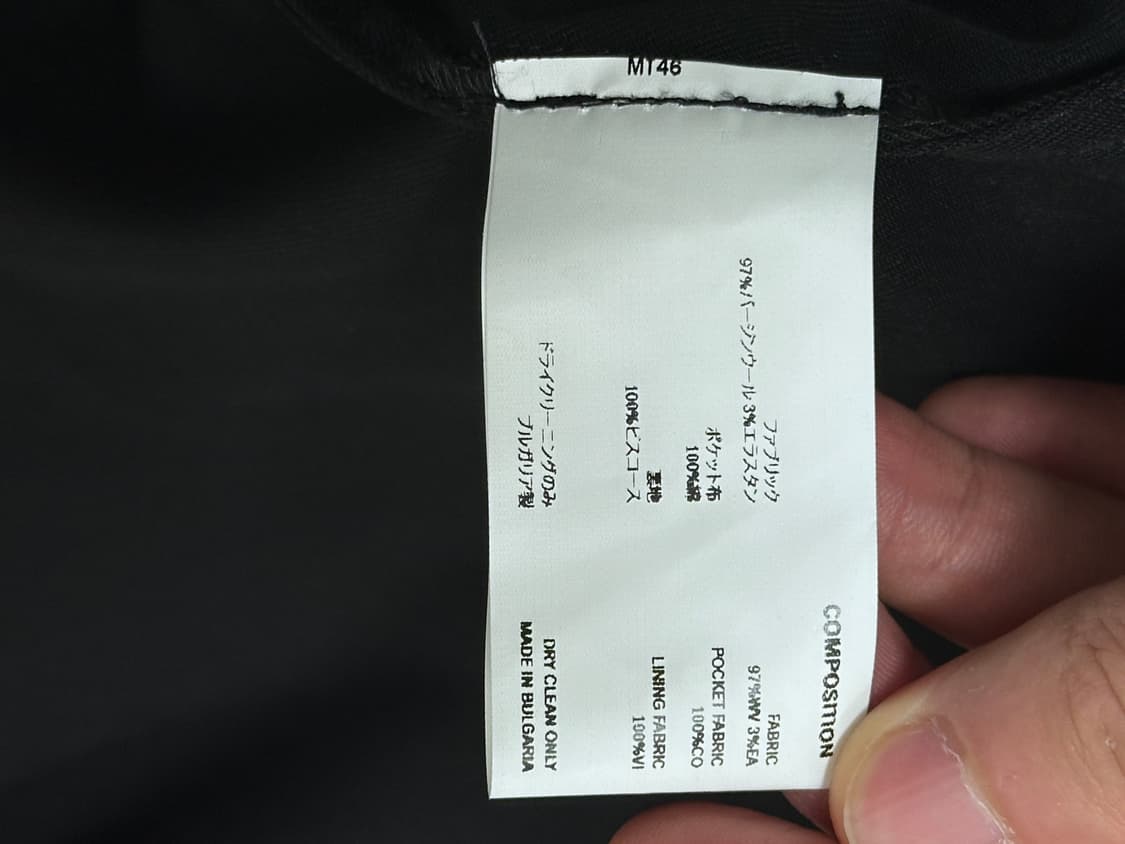 MT46
COMPOSITION
FABRIC
97%WV 3%EA
POCKET FABRIC
100%CO
LINING FABRIC
100%VI
DRY CLEAN ONLY
MADE IN BULGARIA
ファブリック
97%バージンウール 3%エラスタン
ポケット布
100%綿
裏地
100%ビスコース
ドライクリーニングのみ
ブルガリア製